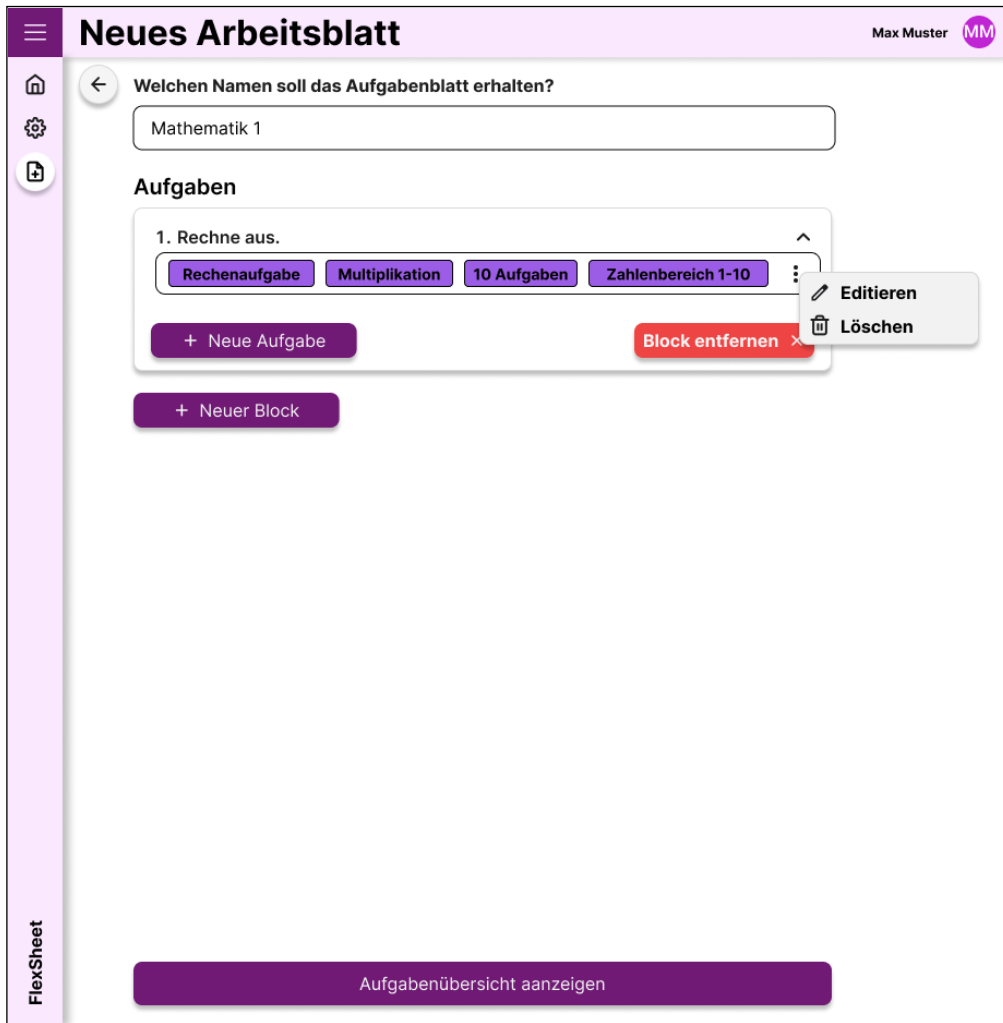 Neues Arbeitsblatt
Max Muster MM
Welchen Namen soll das Aufgabenblatt erhalten?
Mathematik 1
Aufgaben
1. Rechne aus.
Rechenaufgabe Multiplikation 10 Aufgaben Zahlenbereich 1-10
Editieren
Löschen
+ Neue Aufgabe Block entfernen ×
+ Neuer Block
Aufgabenübersicht anzeigen
FlexSheet